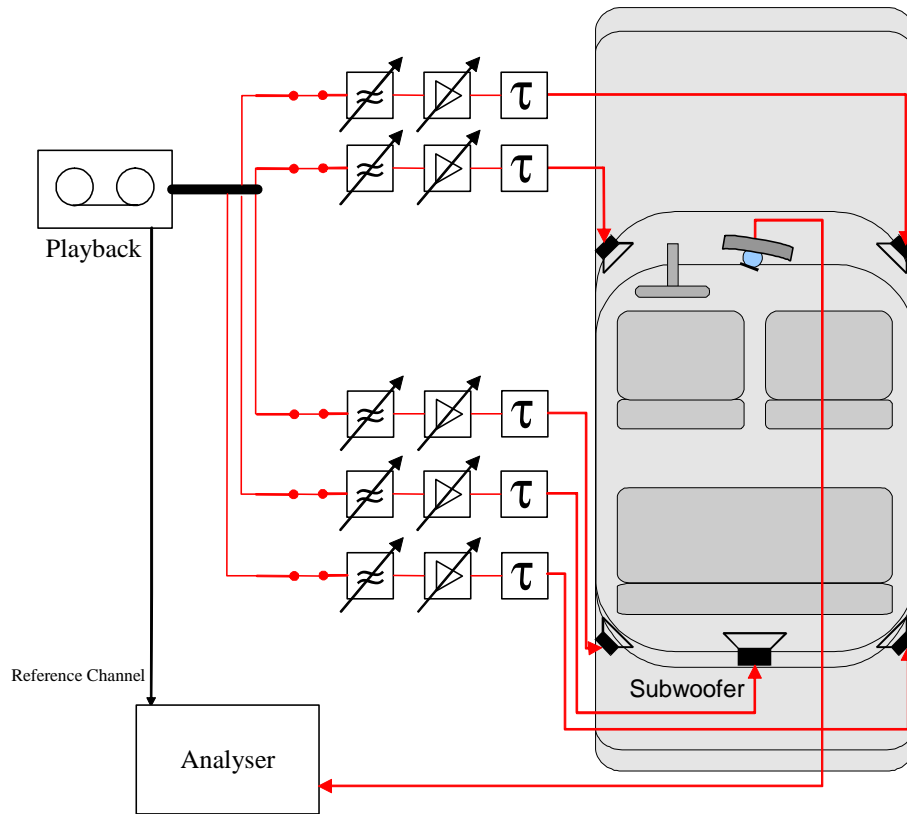 τ
τ
Playback
τ
τ
τ
Reference Channel
Subwoofer
Analyser